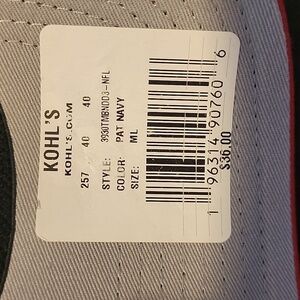 KOHL'S
KOHL'S.COM
257 40 40
STYLE: 3930TMBNDD3-NFL
COLOR: PAT NAVY
SIZE: ML
1 96314 90760 6
$36.00